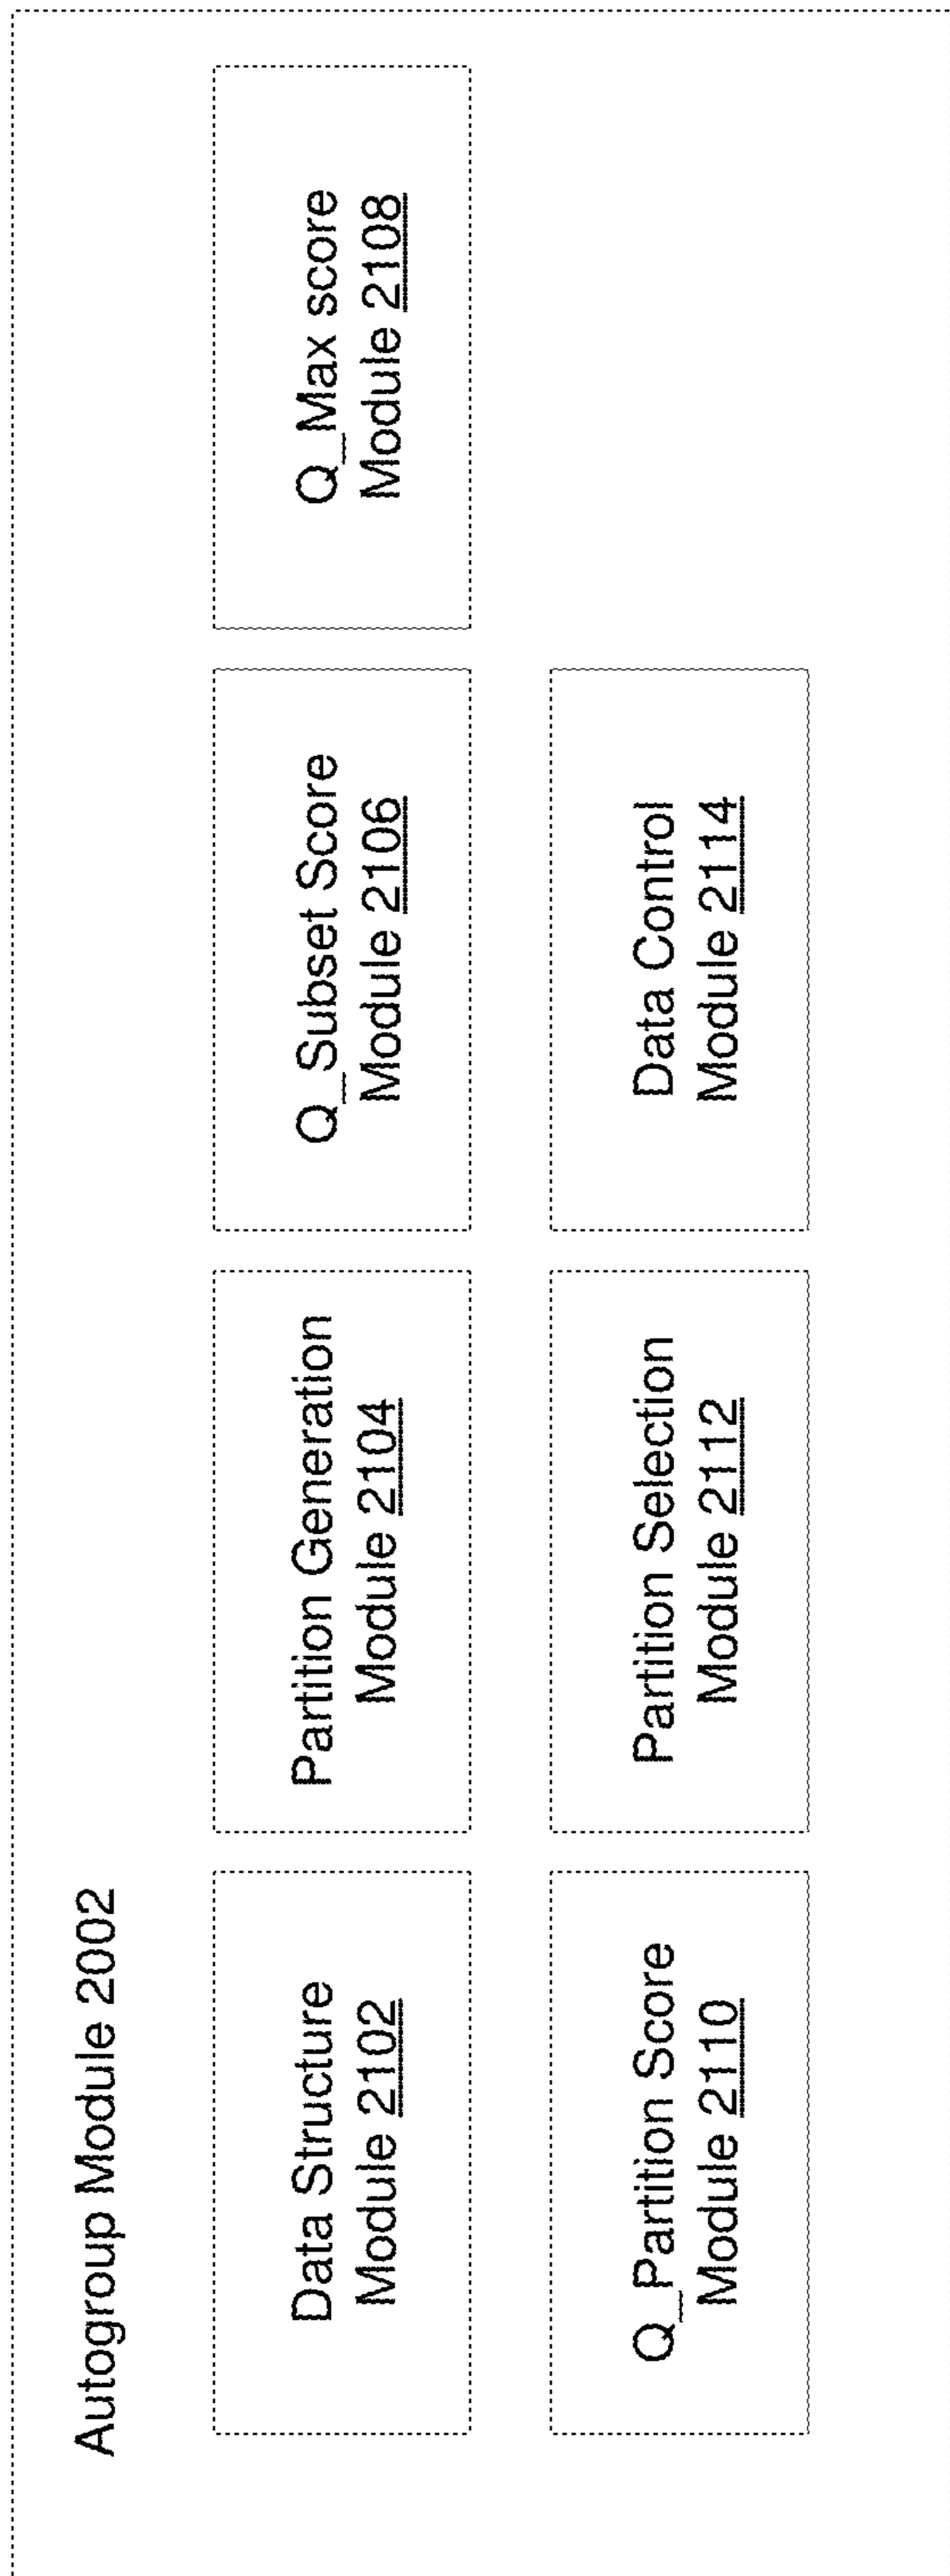 Autogroup Module 2002
Data Structure
Module 2102
Partition Generation
Module 2104
Q_Subset Score
Module 2106
Q_Max score
Module 2108
Q_Partition Score
Module 2110
Partition Selection
Module 2112
Data Control
Module 2114